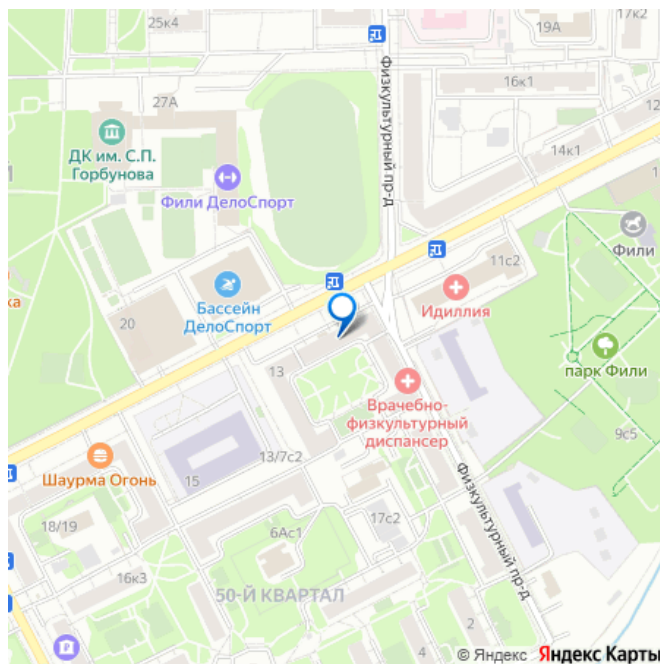 17к2
19А
16к1
27А
ДК им. С.П.
Горбунова
Физкультурный пр-д
12
14к1
Фили ДелоСпорт
Фили
11с2
Идиллия
Бассейн
ДелоСпорт
20
парк Фили
13
Врачебно-
физкультурный
диспансер
9с5
13/7с2
Шаурма Огонь
15
Физкультурный пр-д
18/19
17с2
6Ас1
16к3
50-Й КВАРТАЛ
4
2
© Яндекс Яндекс Карты